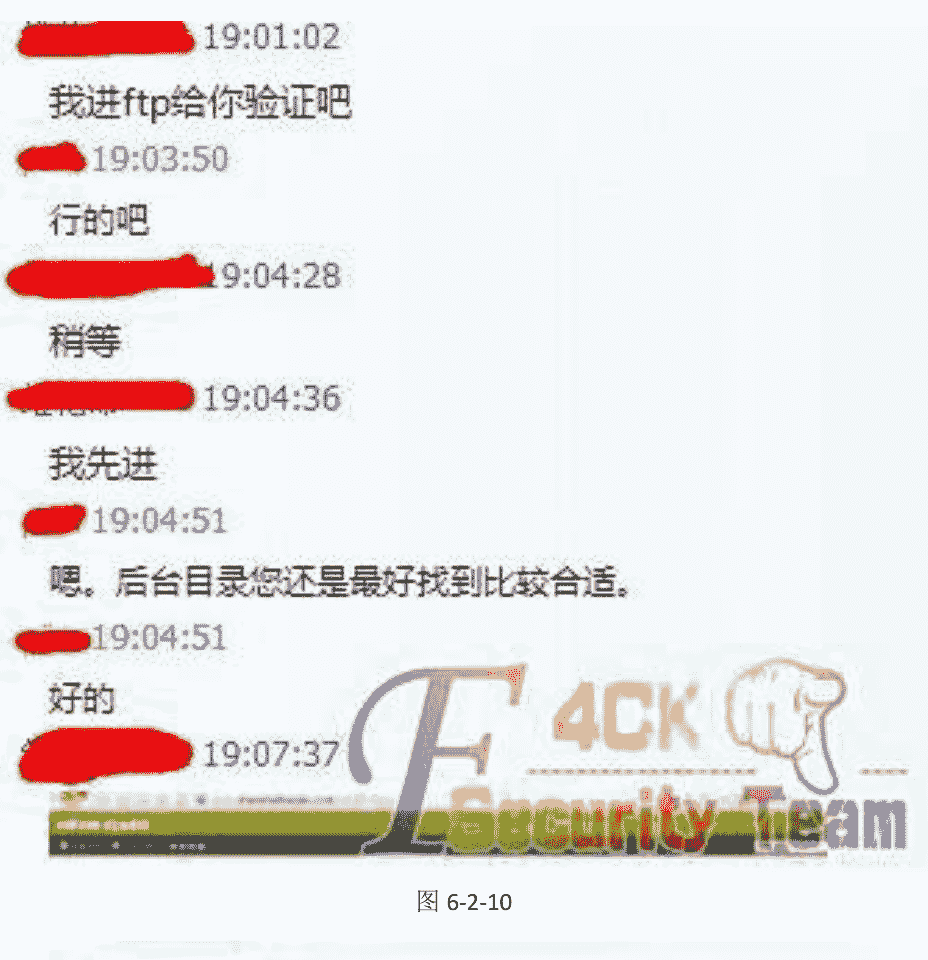 19:01:02
我进ftp给你验证吧
19:03:50
行的吧
19:04:28
稍等
19:04:36
我先进
19:04:51
嗯。后台目录您还是最好找到比较合适。
19:04:51
好的
19:07:37
F4CK
Security Team
图 6-2-10